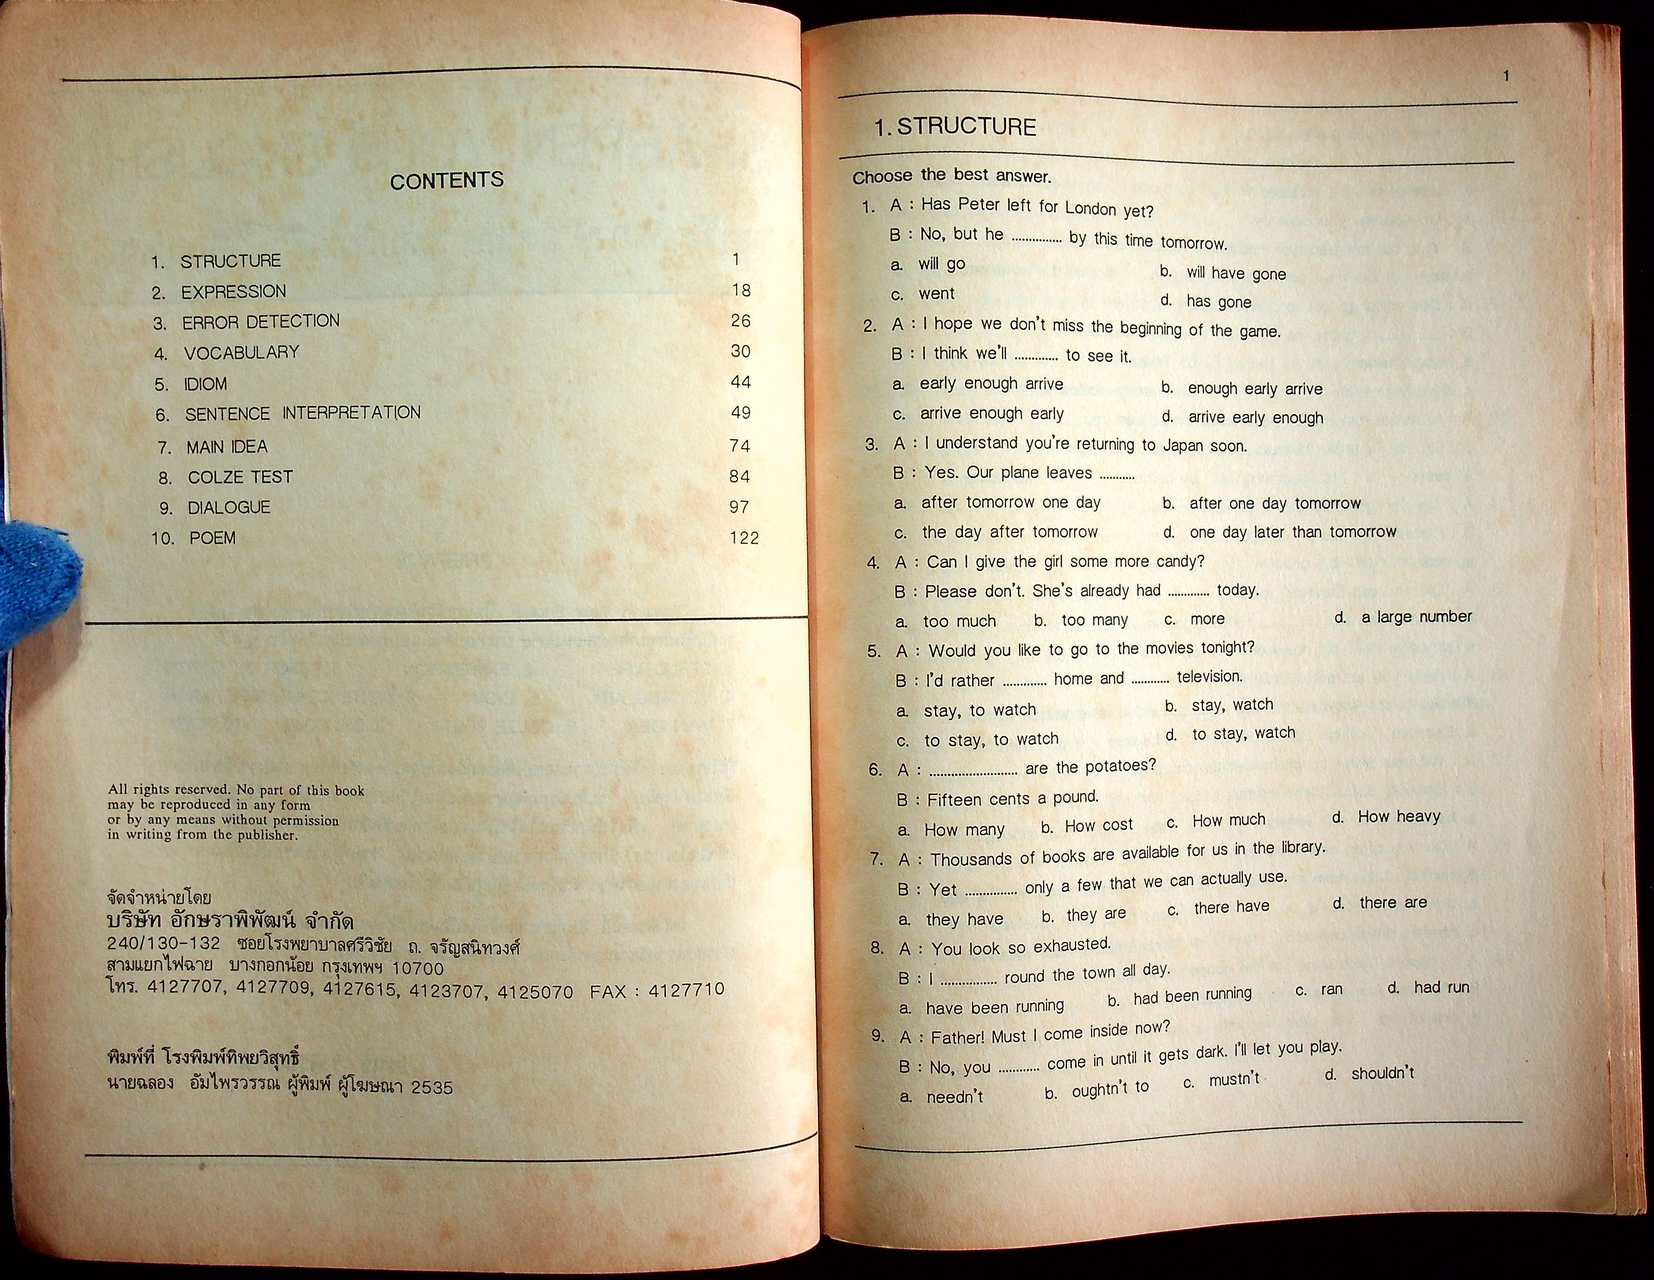 CONTENTS
1. STRUCTURE 1
2. EXPRESSION 18
3. ERROR DETECTION 26
4. VOCABULARY 30
5. IDIOM 44
6. SENTENCE INTERPRETATION 49
7. MAIN IDEA 74
8. COLZE TEST 84
9. DIALOGUE 97
10. POEM 122
All rights reserved. No part of this book
may be reproduced in any form
or by any means without permission
in writing from the publisher.
จัดจำหน่ายโดย
บริษัท อักษราพิพัฒน์ จำกัด
240/130-132 ซอยโรงพยาบาลศรีวิชัย ถ. จรัญสนิทวงศ์
สามแยกไฟฉาย บางกอกน้อย กรุงเทพฯ 10700
โทร. 4127707, 4127709, 4127615, 4123707, 4125070 FAX : 4127710
พิมพ์ที่ โรงพิมพ์ทิพยวิสุทธิ์
นายฉลอง อัมไพรวรรณ ผู้พิมพ์ ผู้โฆษณา 2535
1
1. STRUCTURE
Choose the best answer.
1. A : Has Peter left for London yet?
B : No, but he .............. by this time tomorrow.
a. will go b. will have gone
c. went d. has gone
2. A : I hope we don't miss the beginning of the game.
B : I think we'll ............ to see it.
a. early enough arrive b. enough early arrive
c. arrive enough early d. arrive early enough
3. A : I understand you're returning to Japan soon.
B : Yes. Our plane leaves ..........
a. after tomorrow one day b. after one day tomorrow
c. the day after tomorrow d. one day later than tomorrow
4. A : Can I give the girl some more candy?
B : Please don't. She's already had ............ today.
a. too much b. too many c. more d. a large number
5. A : Would you like to go to the movies tonight?
B : I'd rather ............ home and .......... television.
a. stay, to watch b. stay, watch
c. to stay, to watch d. to stay, watch
6. A : ......................... are the potatoes?
B : Fifteen cents a pound.
a. How many b. How cost c. How much d. How heavy
7. A : Thousands of books are available for us in the library.
B : Yet .............. only a few that we can actually use.
a. they have b. they are c. there have d. there are
8. A : You look so exhausted.
B : I ................ round the town all day.
a. have been running b. had been running c. ran d. had run
9. A : Father! Must I come inside now?
B : No, you ........... come in until it gets dark. I'll let you play.
a. needn't b. oughtn't to c. mustn't d. shouldn't